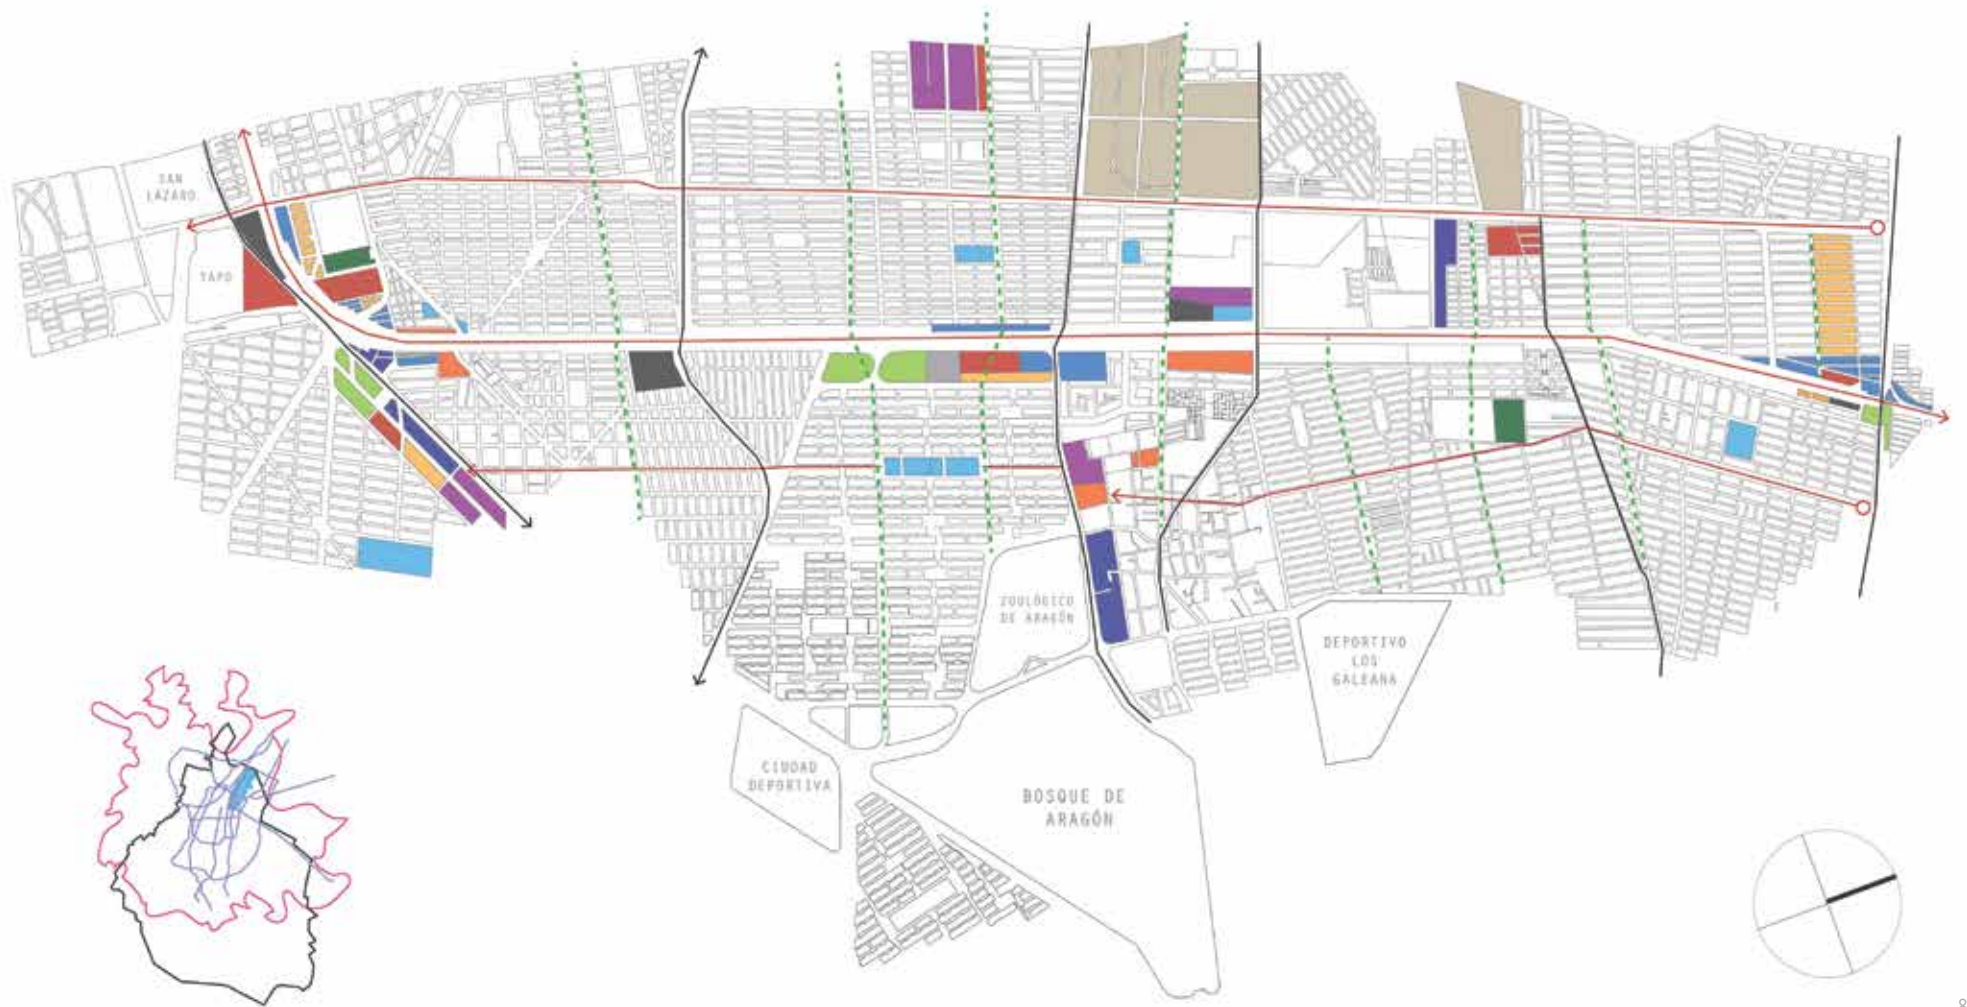 SAN
LÁZARO
TAPO
ZOOLÓGICO
DE ARAGÓN
DEPORTIVO
LOS
GALEANA
CIUDAD
DEPORTIVA
BOSQUE DE
ARAGÓN